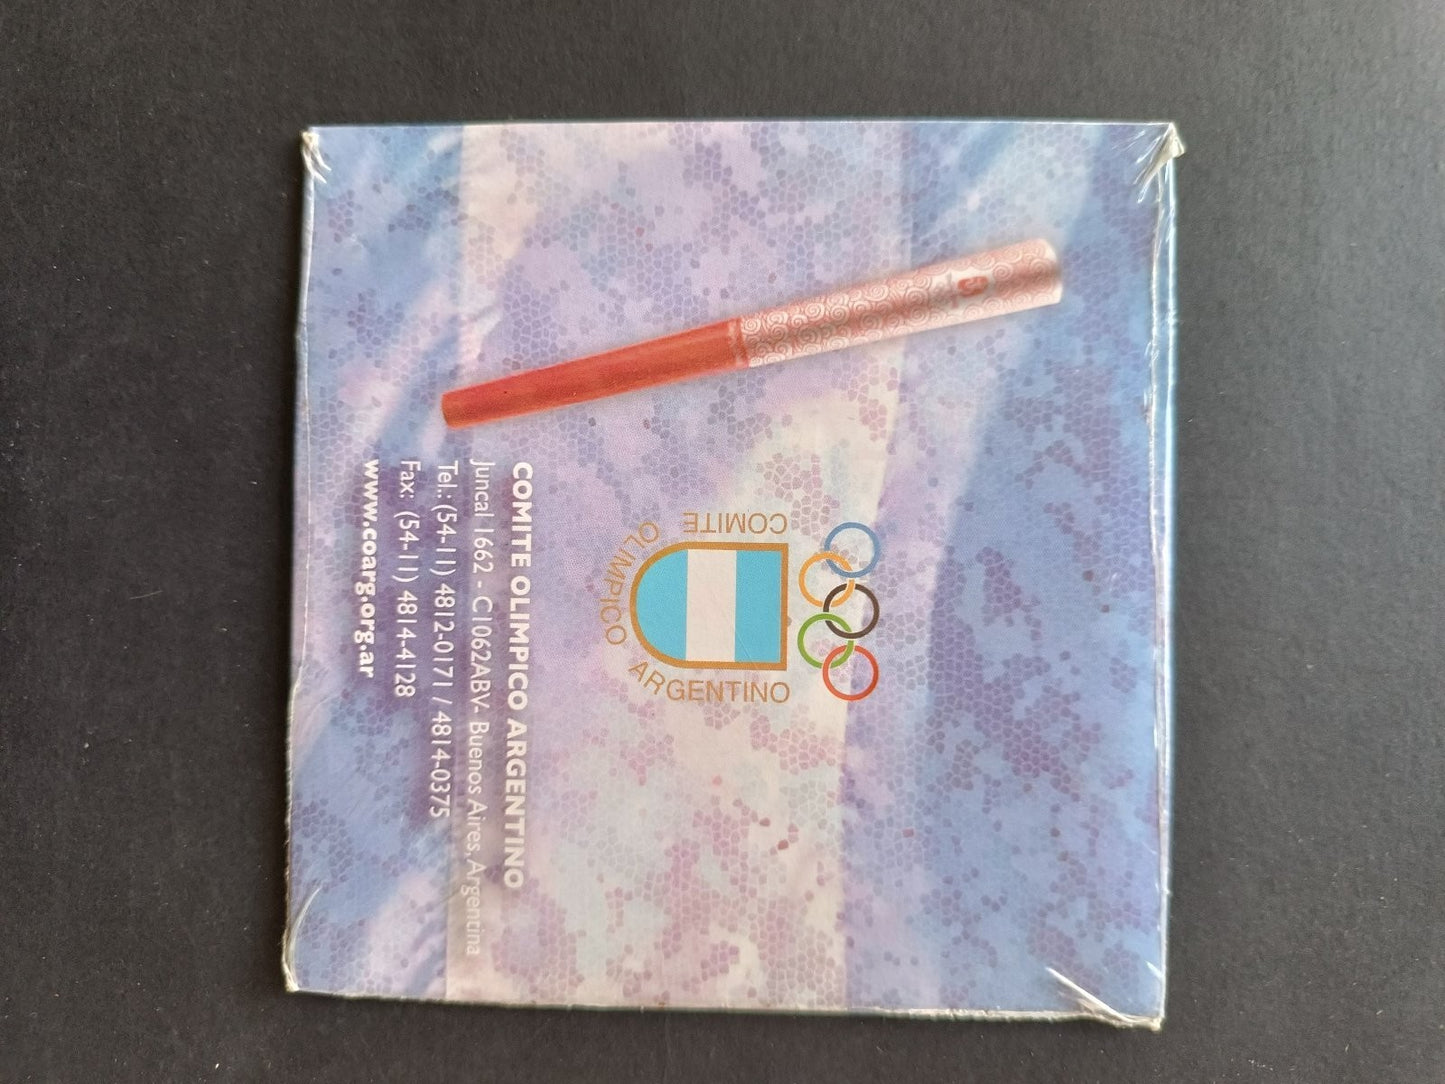 COMITE
OLIMPICO
ARGENTINO
COMITE OLIMPICO ARGENTINO
Juncal 1662 - C1062ABV- Buenos Aires, Argentina
Tel.: (54-11) 4812-0171 / 4814-0375
Fax: (54-11) 4814-4128
www.coarg.org.ar